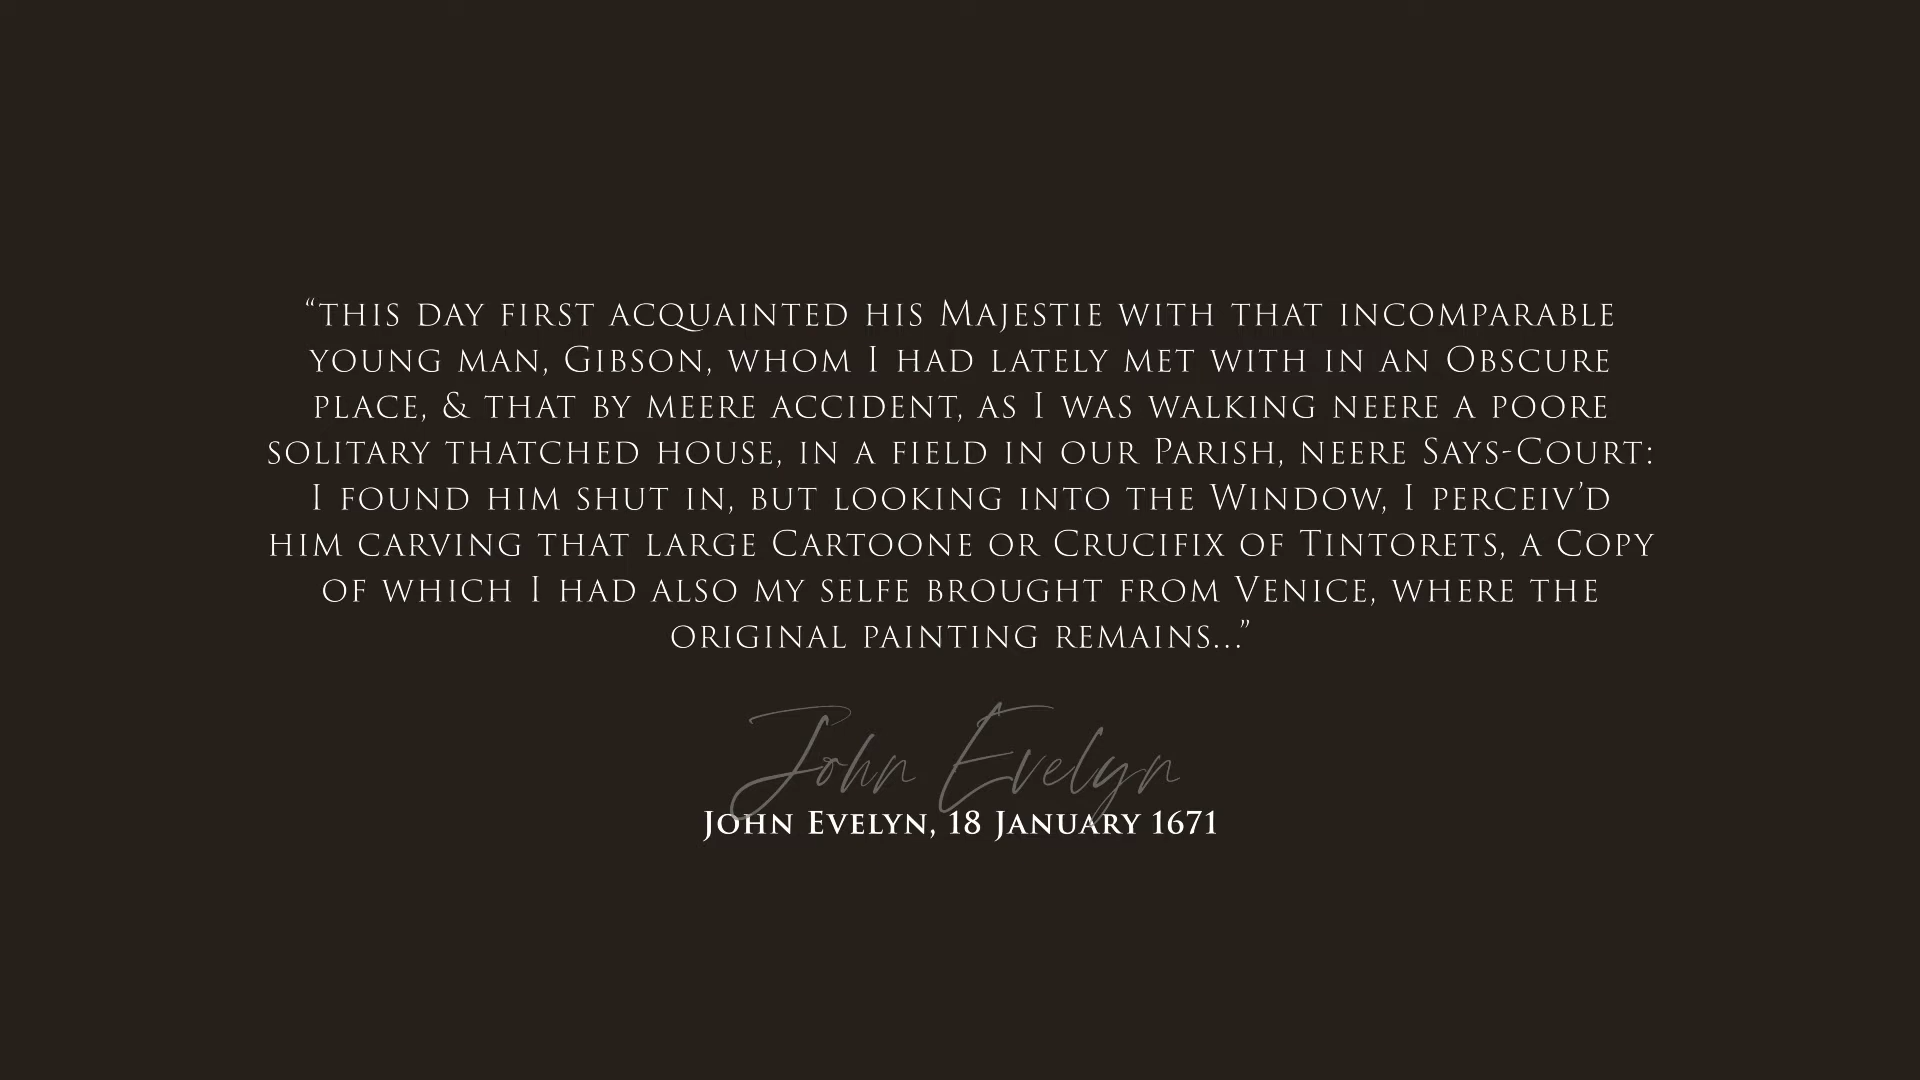 “this day first acquainted his Majestie with that incomparable
young man, Gibson, whom I had lately met with in an Obscure
place, & that by meere accident, as I was walking neere a poore
solitary thatched house, in a field in our Parish, neere Says-Court:
I found him shut in, but looking into the Window, I perceiv’d
him carving that large Cartoone or Crucifix of Tintorets, a Copy
of which I had also my selfe brought from Venice, where the
original painting remains...”
John Evelyn
John Evelyn, 18 January 1671